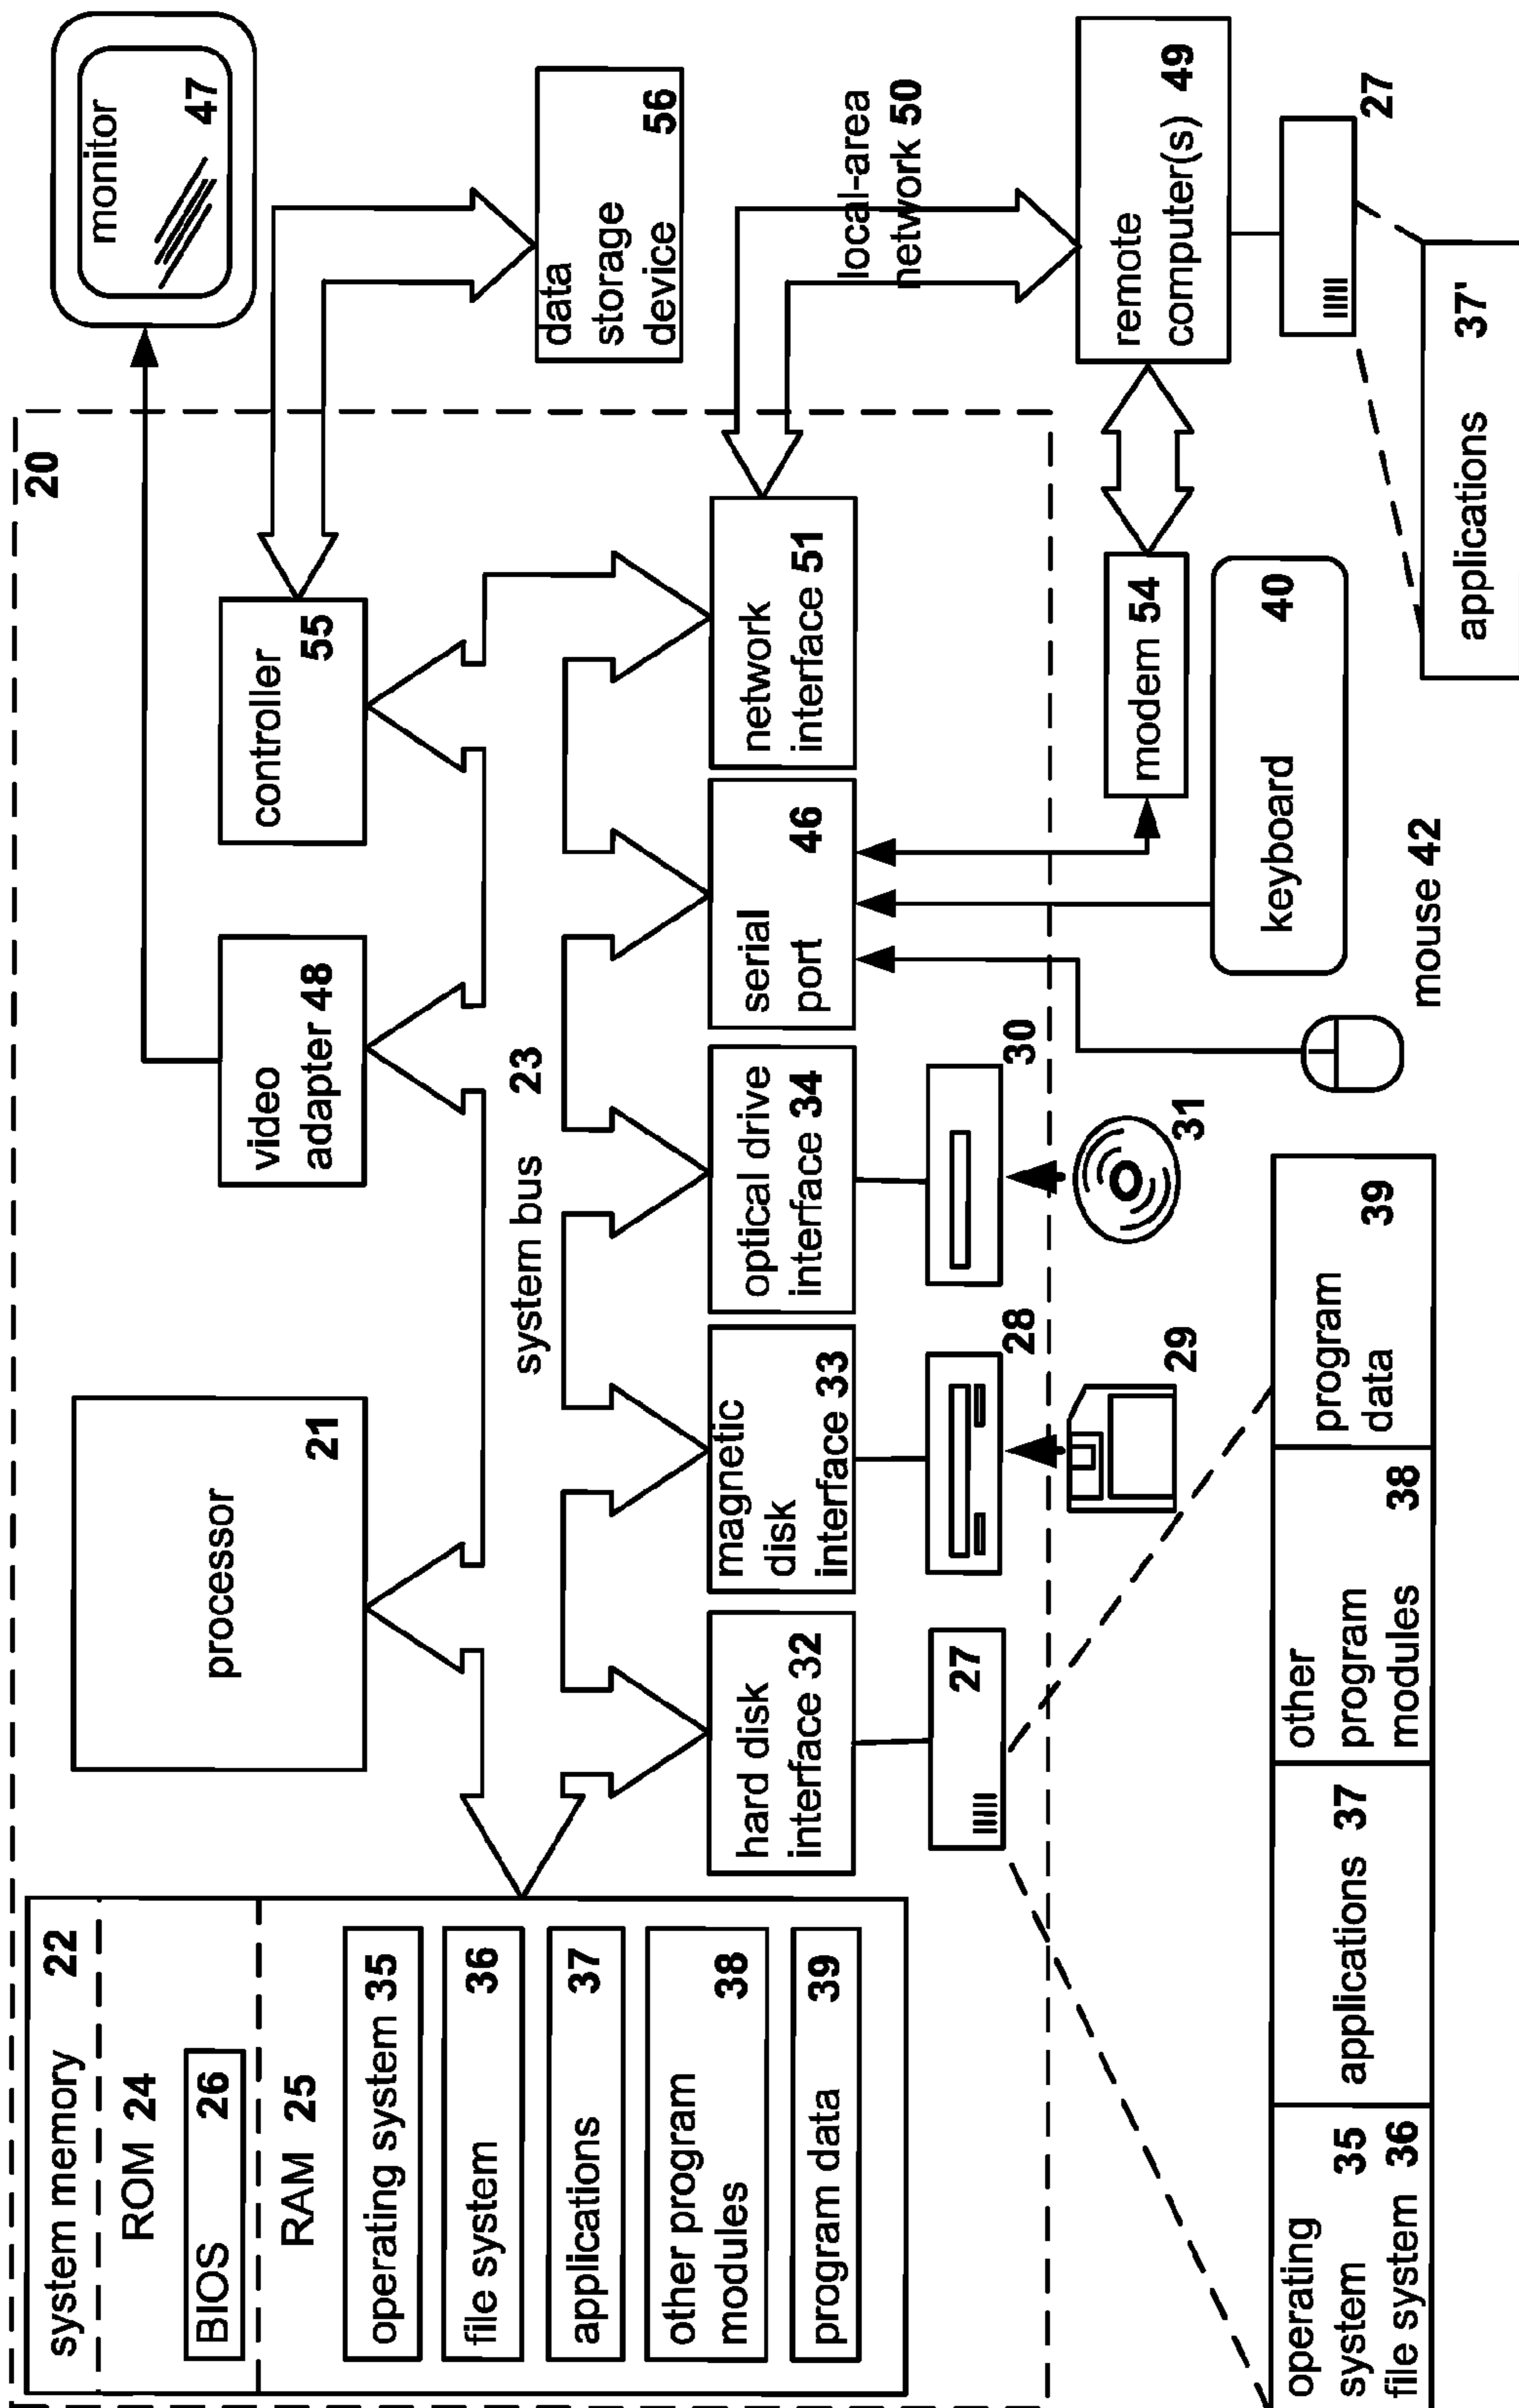 system memory 22
ROM 24
BIOS 26
RAM 25
operating system 35
file system 36
applications 37
other program
modules 38
program data 39
20
processor
21
video
adapter 48
controller
55
monitor
47
system bus 23
data
storage
device 56
hard disk
interface 32
magnetic
disk
interface 33
optical drive
interface 34
serial
port 46
network
interface 51
local-area
network 50
27
28
30
29
31
modem 54
remote
computer(s) 49
keyboard 40
mouse 42
27
operating
system 35
file system 36
applications 37
other
program
modules 38
program
data 39
applications 37'